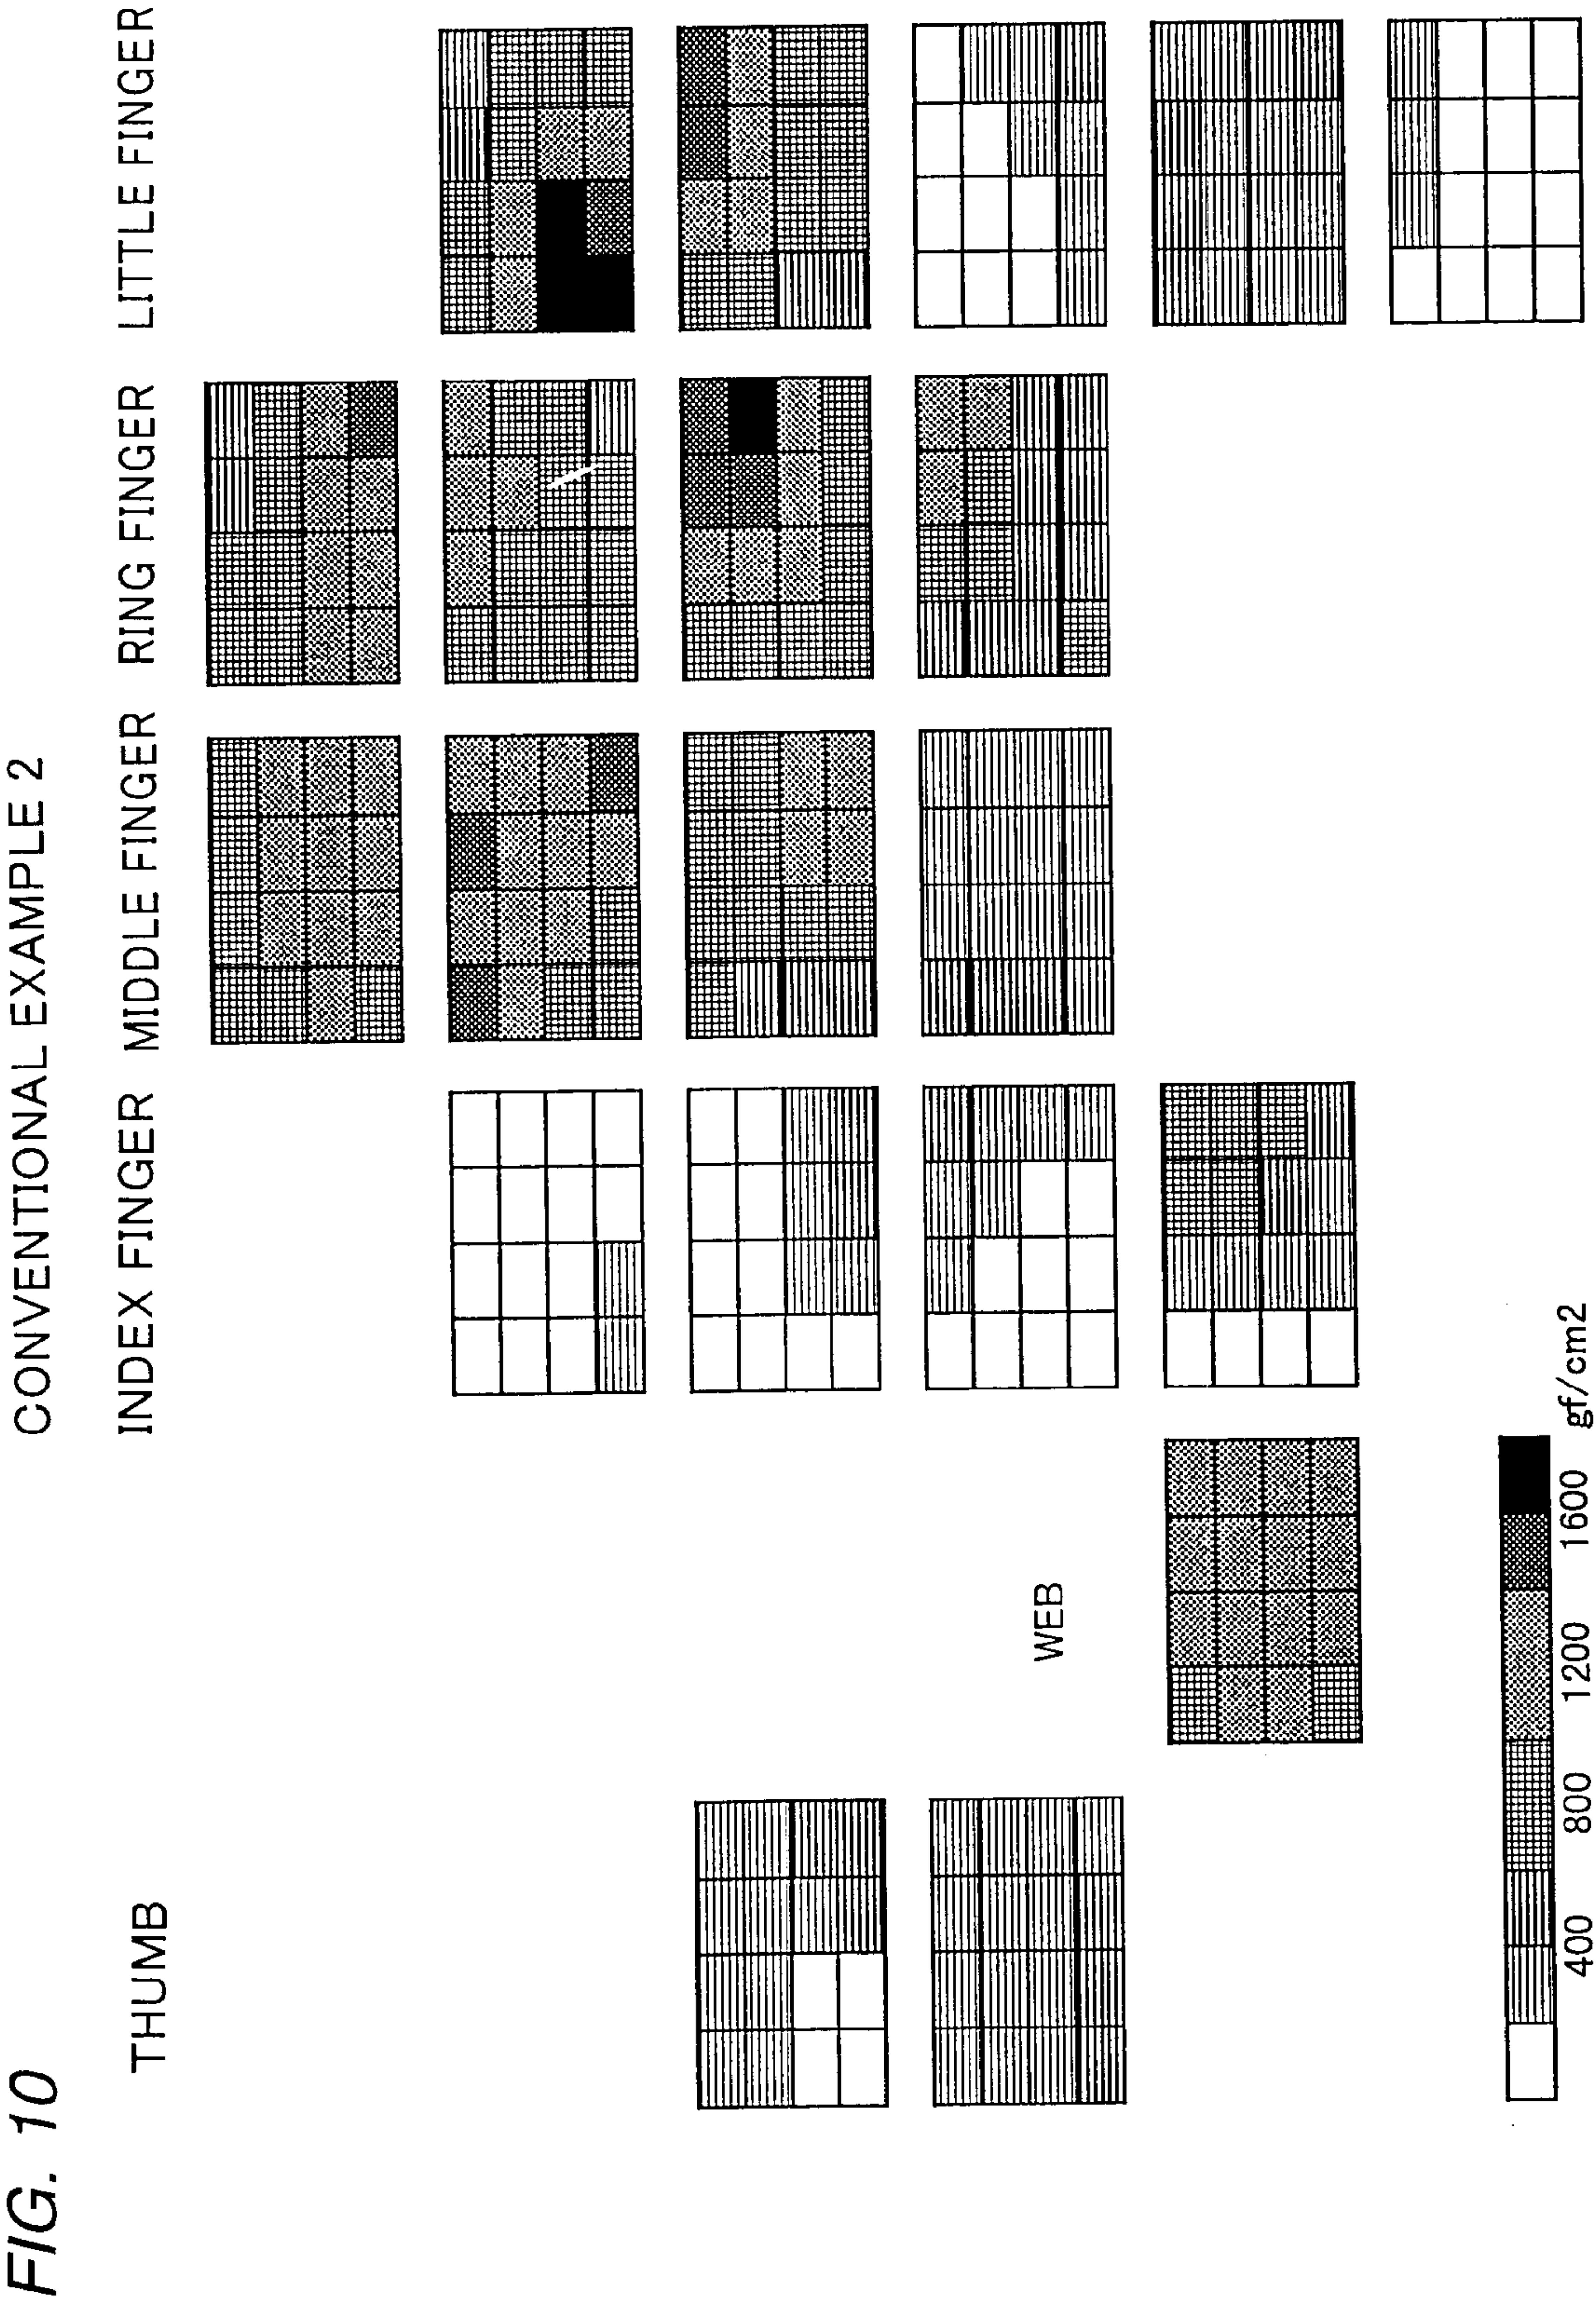 FIG. 10
CONVENTIONAL EXAMPLE 2
THUMB
INDEX FINGER
MIDDLE FINGER
RING FINGER
LITTLE FINGER
WEB
400 800 1200 1600 gf/cm2